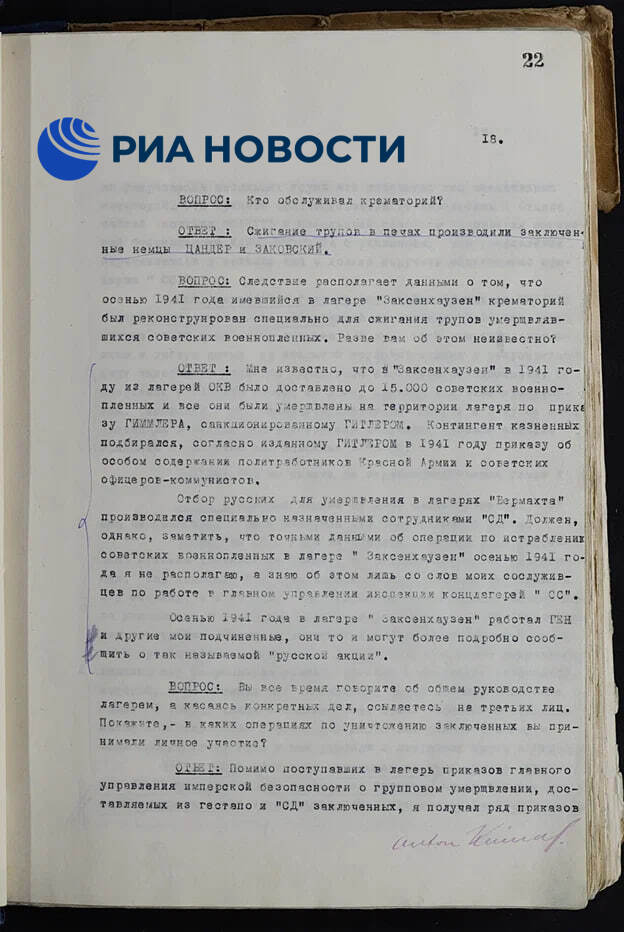 22
РИА НОВОСТИ
18.
ВОПРОС: Кто обслуживал крематорий?
ОТВЕТ : Сжигание трупов в печах производили заключен-
ные немцы ЦАНДЕР и ЗАКОВСКИЙ.
ВОПРОС: Следствие располагает данными о том, что
осенью 1941 года имевшийся в лагере "Заксенхаузен" крематорий
был реконструирован специально для сжигания трупов умерщвляв-
шихся советских военнопленных. Разве вам об этом неизвестно?
ОТВЕТ : Мне известно, что в "Заксенхаузен" в 1941 го-
ду из лагерей ОКВ было доставлено до 15.000 советских военно-
пленных и все они были умерщвлены на территории лагеря по прика
зу ГИММЛЕРА, санкционированному ГИТЛЕРОМ. Контингент казненных
подбирался, согласно изданному ГИТЛЕРОМ в 1941 году приказу об
особом содержании политработников Красной Армии и советских
офицеров-коммунистов.
Отбор русских для умерщвления в лагерях "Вермахта"
производился специально назначенными сотрудниками "СД". Должен,
однако, заметить, что точными данными об операции по истреблении
советских военнопленных в лагере " Заксенхаузен" осенью 1941 го-
да я не располагаю, а знаю об этом лишь со слов моих сослужив-
цев по работе в главном управлении инспекции концлагерей " СС".
Осенью 1941 года в лагере " Заксенхаузен" работал ГЕН
и другие мои подчиненные, они то и могут более подробно сооб-
щить о так называемой "русской акции".
ВОПРОС: Вы все время говорите об общем руководстве
лагерем, а касаясь конкретных дел, ссылаетесь не третьих лиц.
Покажите,- в каких операциях по уничтожению заключенных вы при-
нимали личное участие?
ОТВЕТ: Помимо поступавших в лагерь приказов главного
управления имперской безопасности о групповом умерщвлении, дос-
тавляемых из гестапо и "СД" заключенных, я получал ряд приказов
Anton